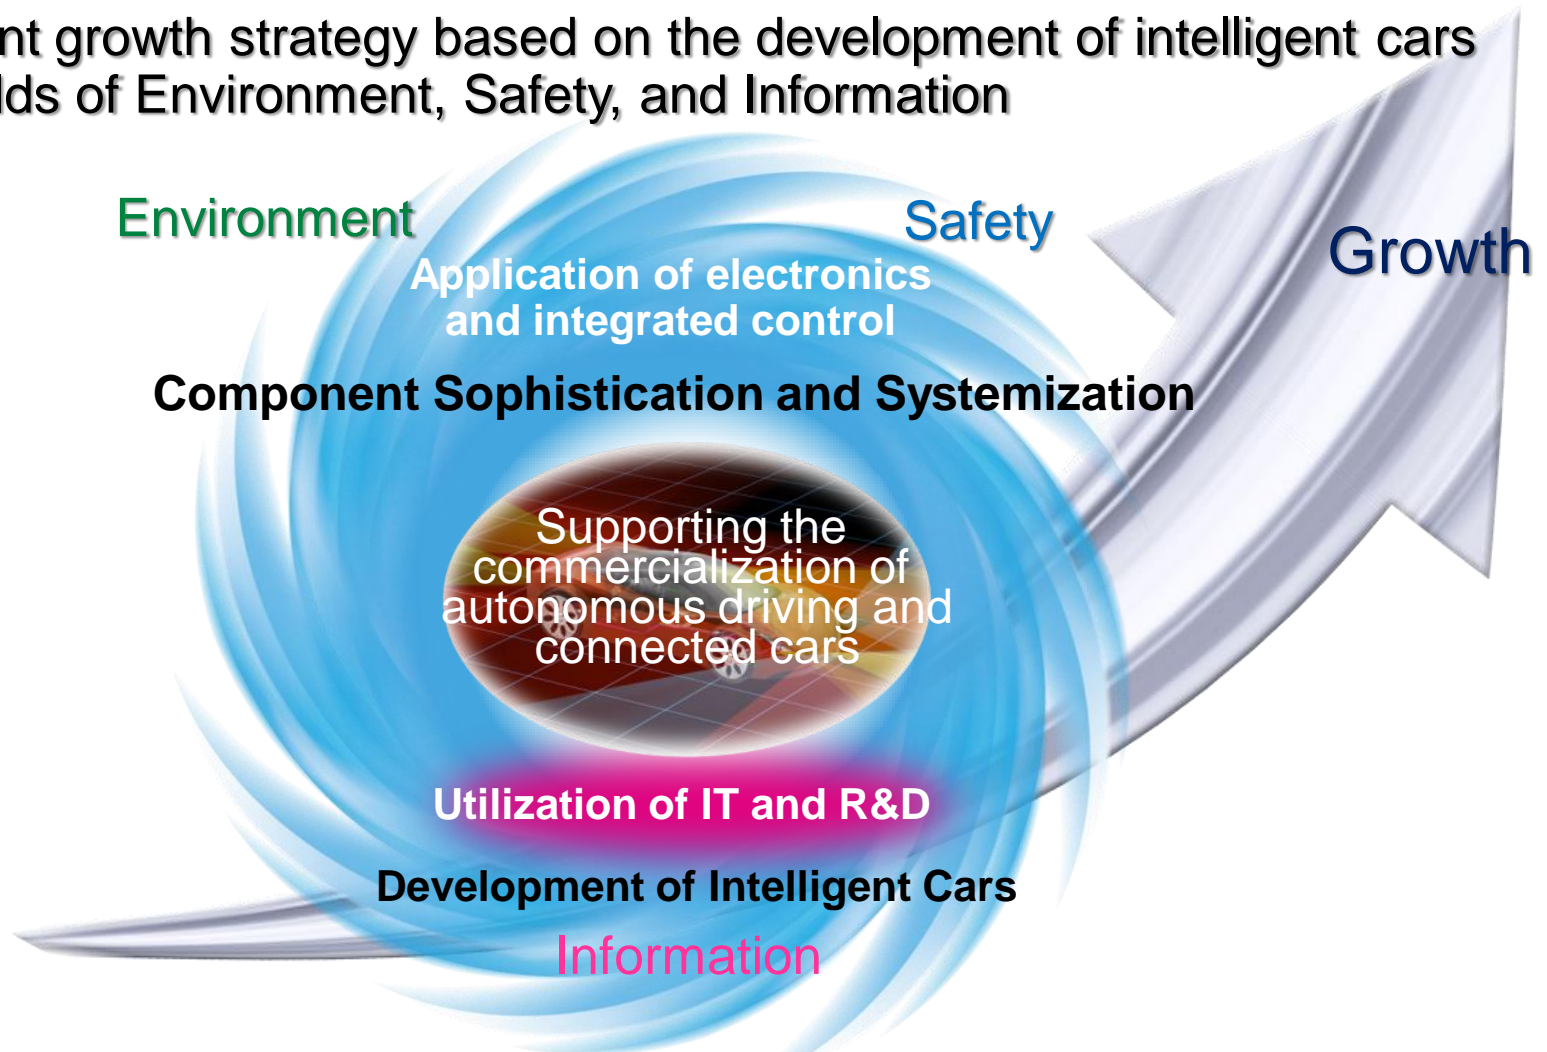 nt growth strategy based on the development of intelligent cars
lds of Environment, Safety, and Information
Environment
Safety
Growth
Application of electronics
and integrated control
Component Sophistication and Systemization
Supporting the
commercialization of
autonomous driving and
connected cars
Utilization of IT and R&D
Development of Intelligent Cars
Information